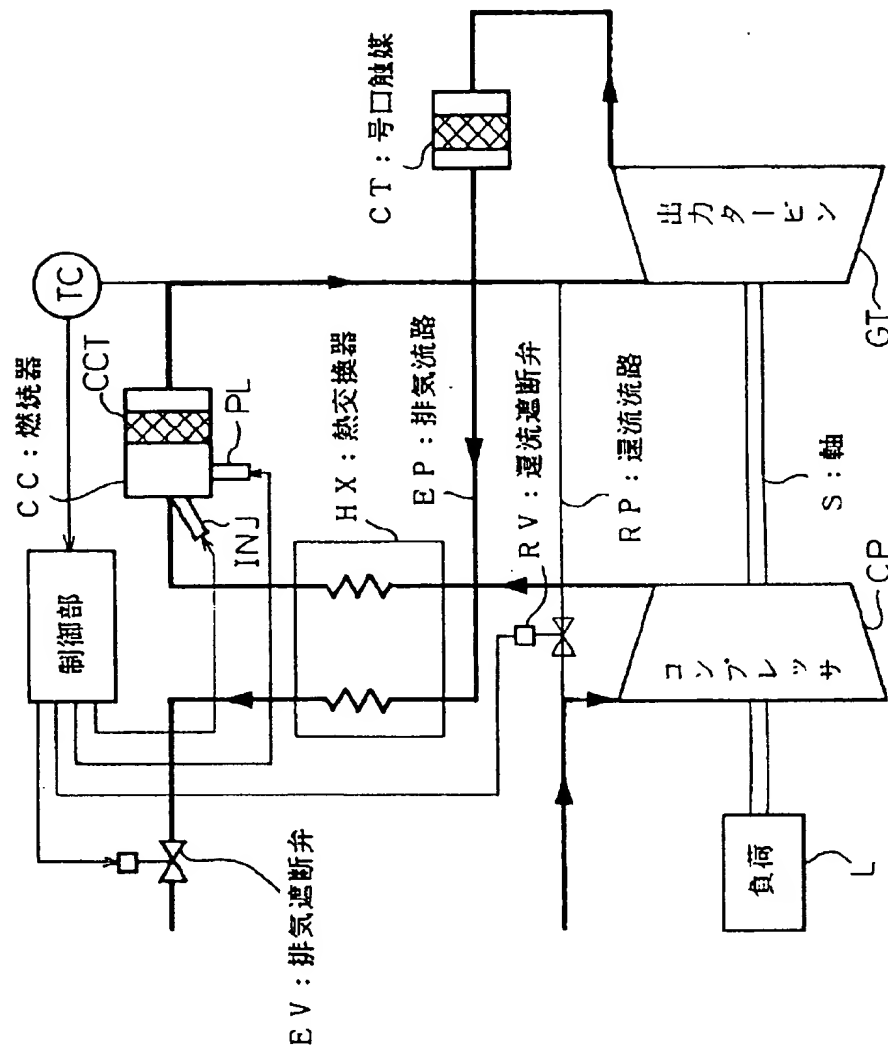 CC:燃焼器
CCT
PL
INJ
TC
制御部
HX:熱交換器
EP:排気流路
RV:還流遮断弁
RP:還流流路
CT:号口触媒
EV:排気遮断弁
コンプレッサ
出力タービン
S:軸
CP
GT
負荷
L